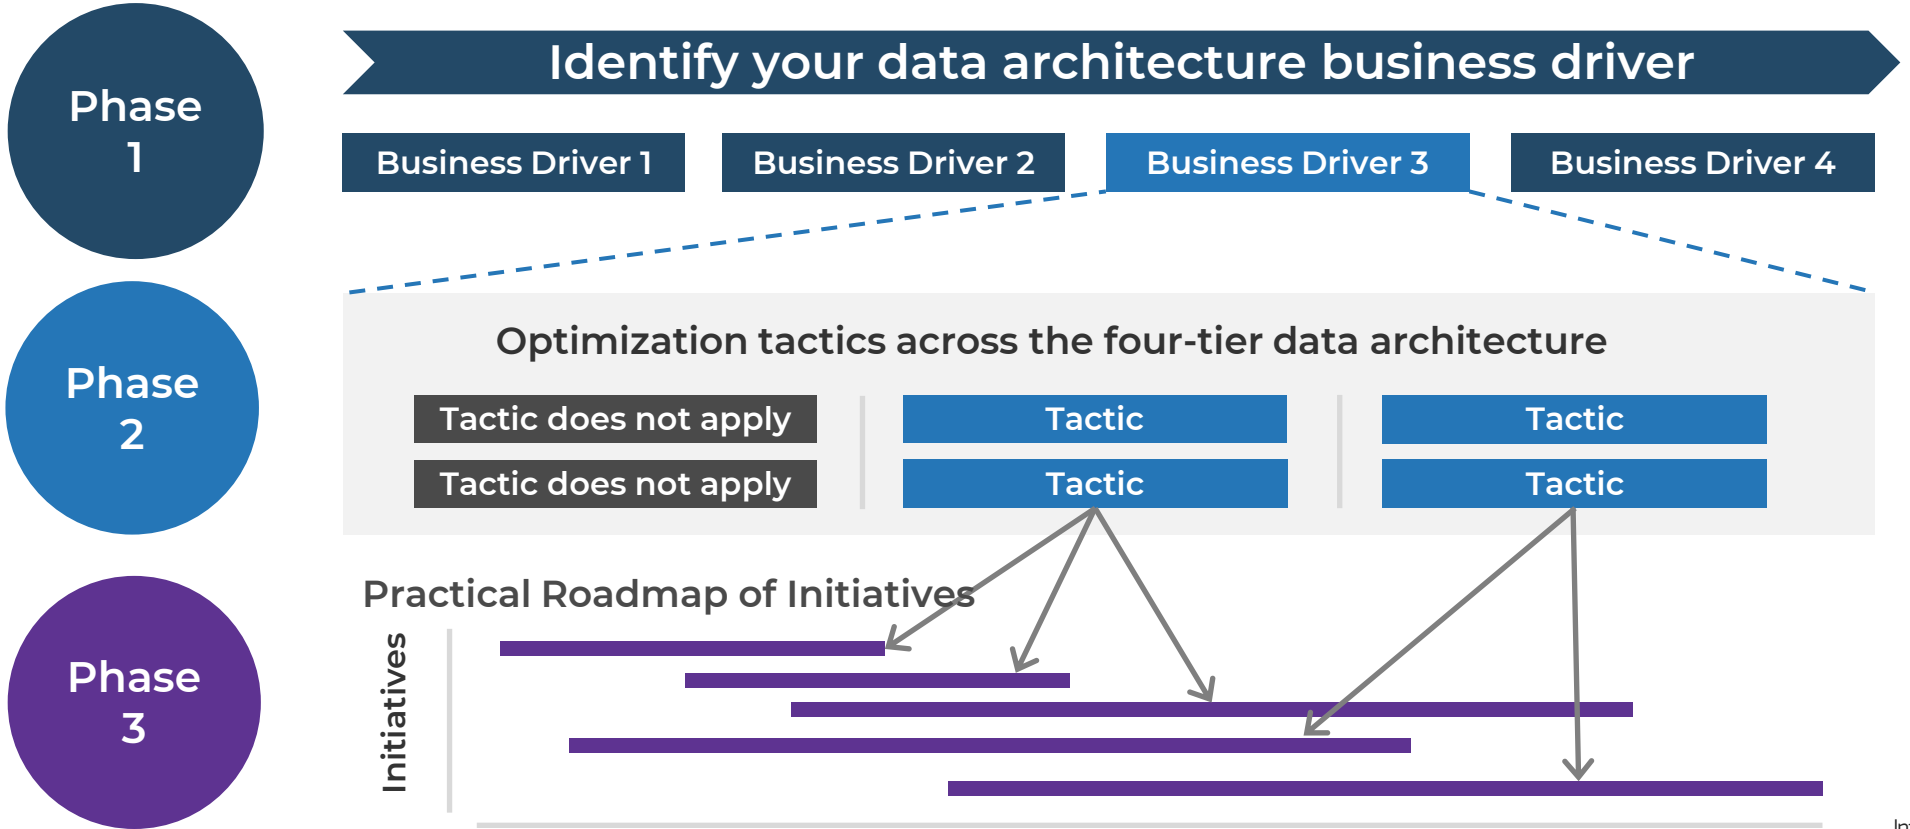 Phase
1
Identify your data architecture business driver
Business Driver 1
Business Driver 2
Business Driver 3
Business Driver 4
Phase
2
Optimization tactics across the four-tier data architecture
Tactic does not apply
Tactic
Tactic
Tactic does not apply
Tactic
Tactic
Phase
3
Practical Roadmap of Initiatives
Initiatives